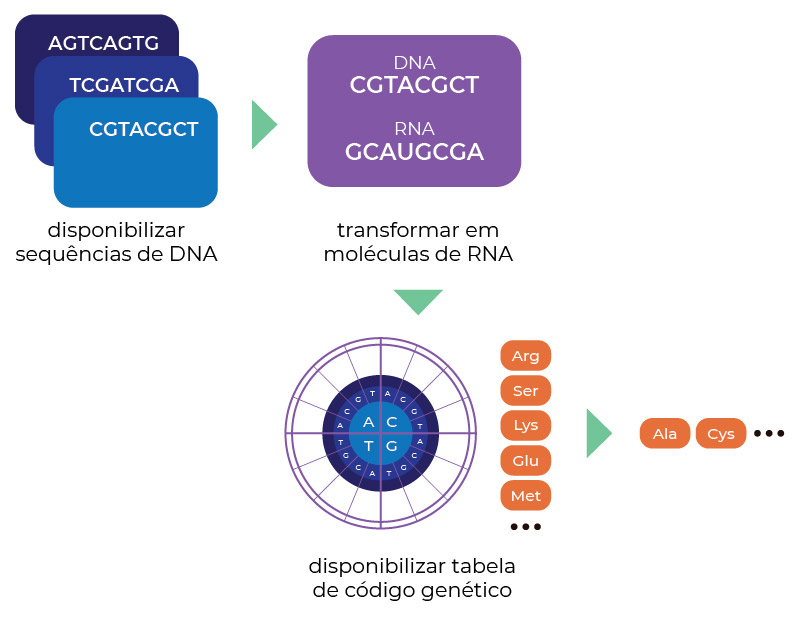 AGTCAGTG
TCGATCGA
CGTACGCT
disponibilizar
sequências de DNA
DNA
CGTACGCT
RNA
GCAUGCGA
transformar em
moléculas de RNA
A C
T G
A C G T A C G T A C G T A C G T
Arg
Ser
Lys
Glu
Met
•••
Ala Cys •••
disponibilizar tabela
de código genético